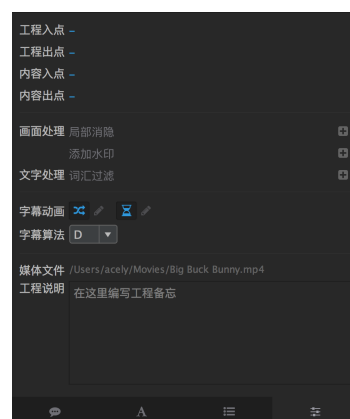 工程入点 –
工程出点 –
内容入点 –
内容出点 –
画面处理 局部消隐
添加水印
文字处理 词汇过滤
字幕动画
字幕算法 D
媒体文件 /Users/acely/Movies/Big Buck Bunny.mp4
工程说明 在这里编写工程备忘
A